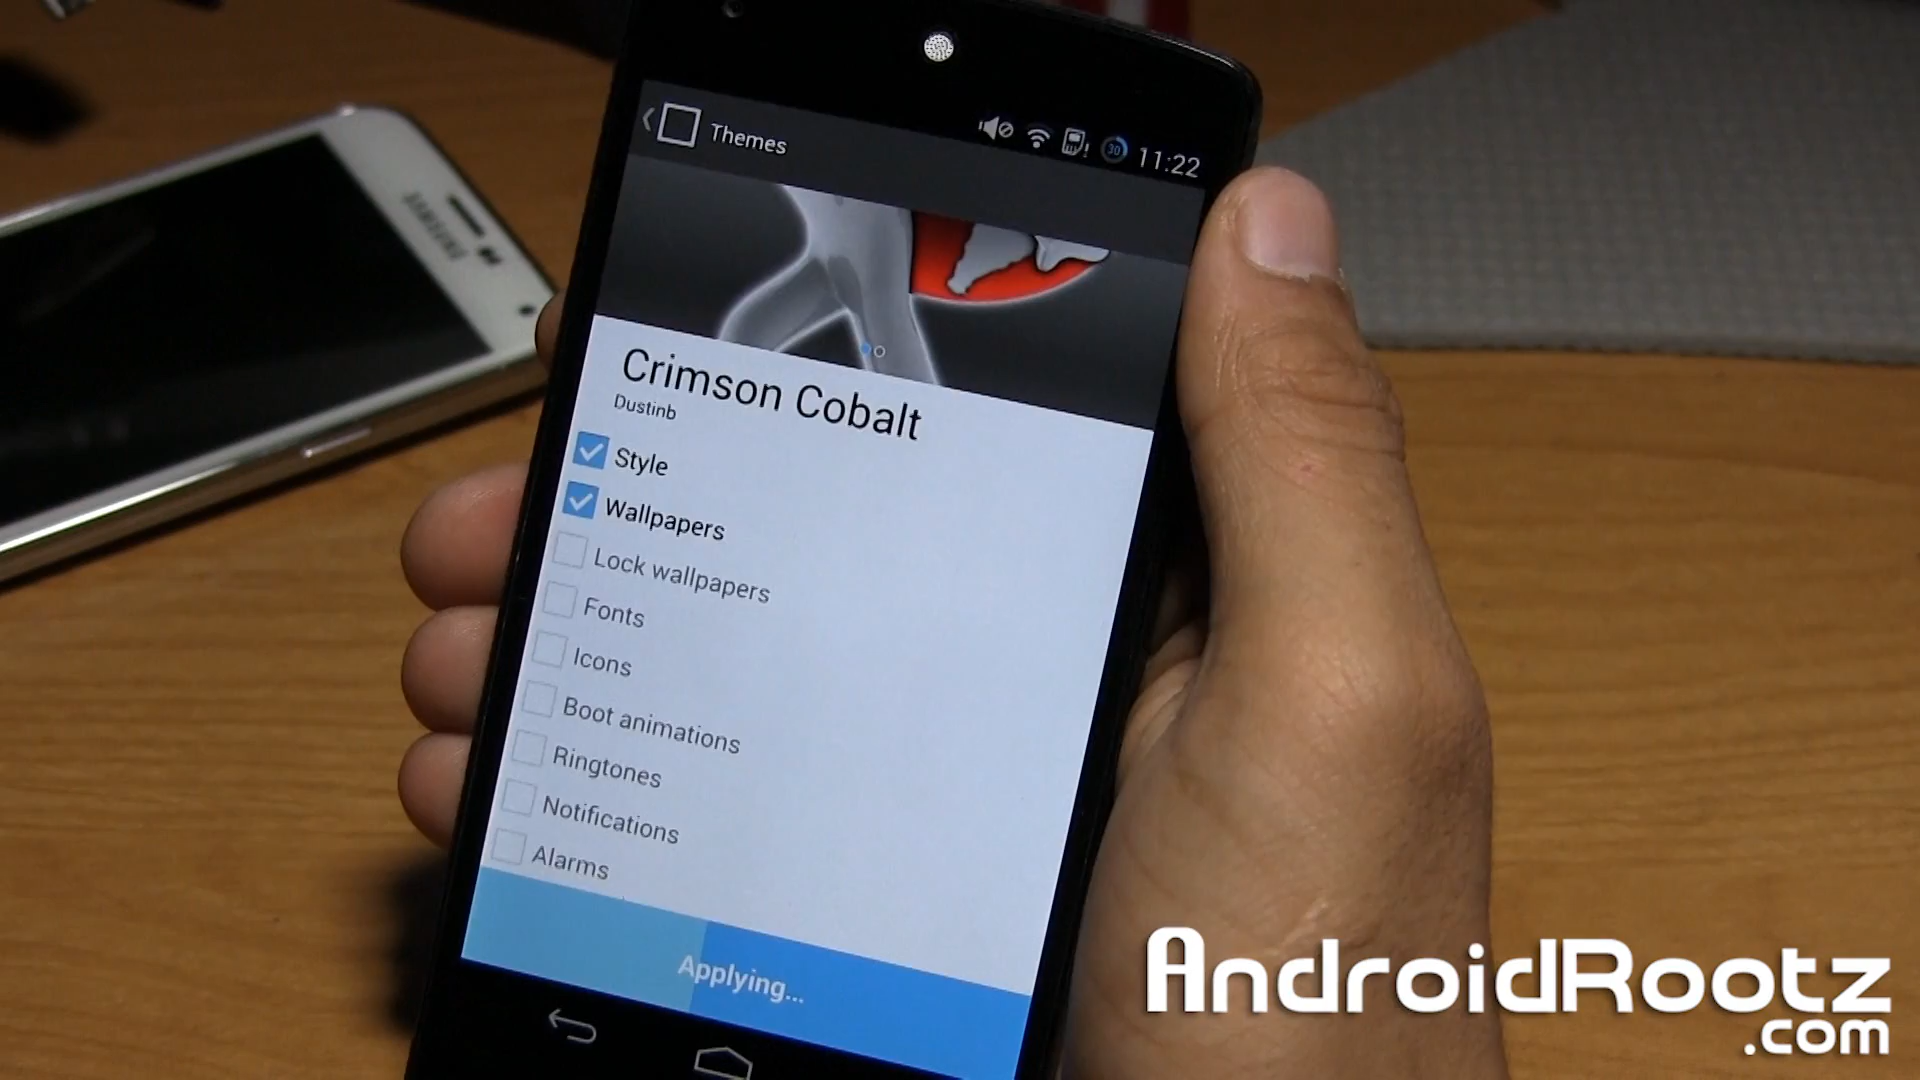 Themes
30
11:22
Crimson Cobalt
Dustinb
Style
Wallpapers
Lock wallpapers
Fonts
Icons
Boot animations
Ringtones
Notifications
Alarms
Applying...
SAMSUNG
AndroidRootz
.com